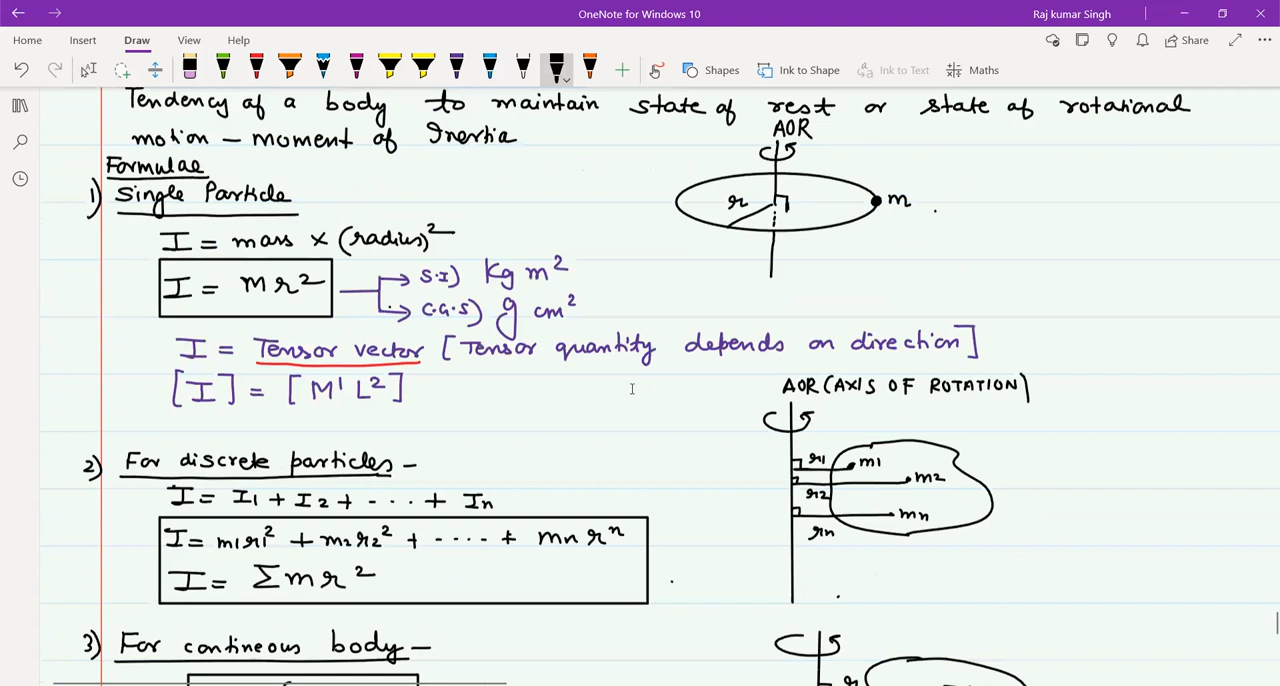 OneNote for Windows 10
Raj kumar Singh
Home Insert Draw View Help
Share
Shapes Ink to Shape Ink to Text Maths
Tendency of a body to maintain state of rest or state of rotational
motion – moment of Inertia
AOR
Formulae
1) Single Particle
r m
I = mass × (radius)²
I = mr²
S.I) Kg m²
C.G.S) g cm²
I = Tensor vector [Tensor quantity depends on direction]
[I] = [M¹ L²]
AOR (AXIS OF ROTATION)
2) For discrete particles –
r1 m1
r2 m2
rn mn
I = I1 + I2 + - - - - + In
I = m1r1² + m2r2² + - - - - + mn rⁿ
I = Σmr²
3) For contineous body –
r